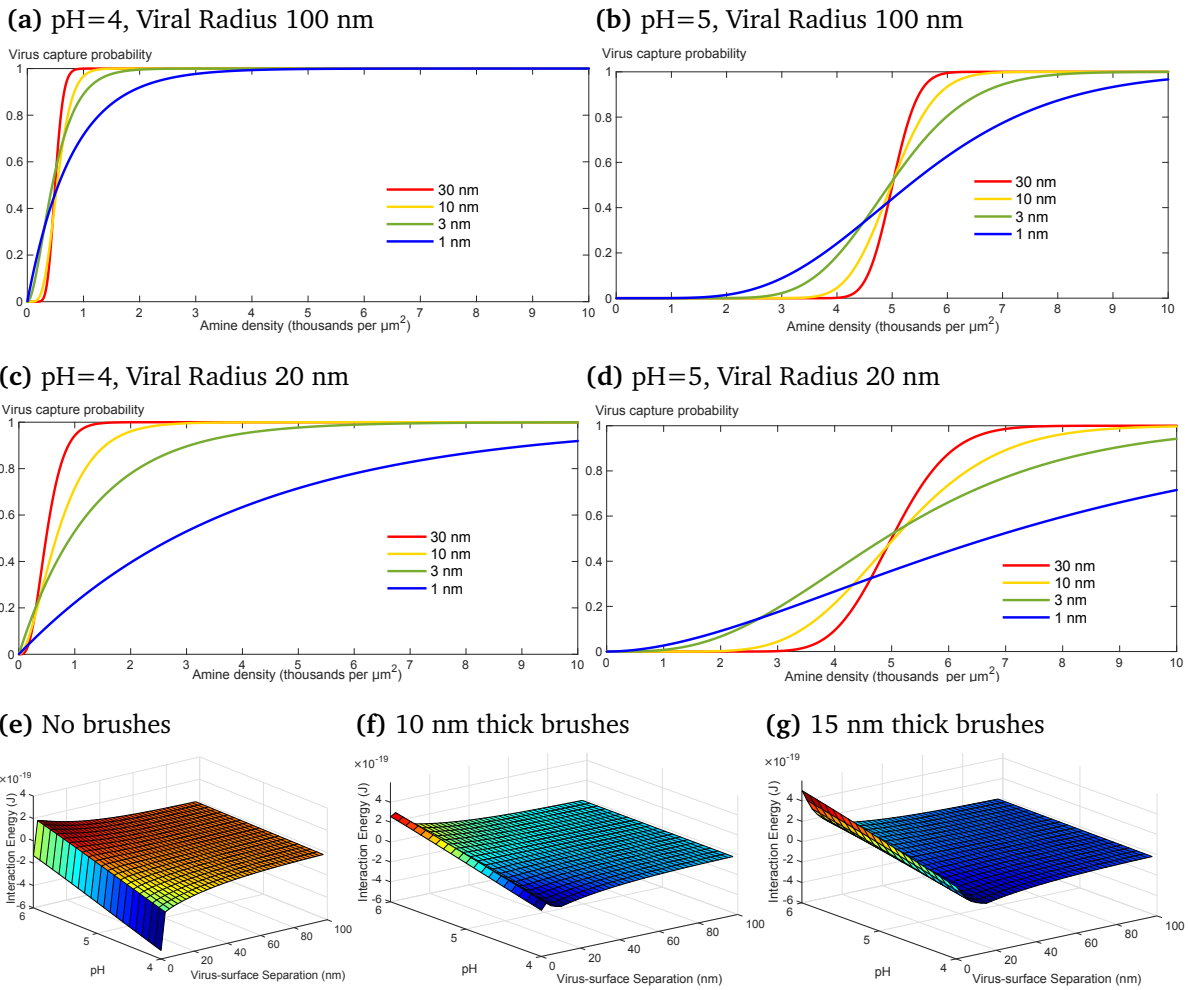 (a) pH=4, Viral Radius 100 nm
Virus capture probability
1
0.8
0.6
0.4
0.2
0
30 nm
10 nm
3 nm
1 nm
0 1 2 3 4 5 6 7 8 9 10
Amine density (thousands per µm²)
(b) pH=5, Viral Radius 100 nm
Virus capture probability
1
0.8
0.6
0.4
0.2
0
30 nm
10 nm
3 nm
1 nm
0 1 2 3 4 5 6 7 8 9 10
Amine density (thousands per µm²)
(c) pH=4, Viral Radius 20 nm
Virus capture probability
1
0.8
0.6
0.4
0.2
0
30 nm
10 nm
3 nm
1 nm
0 1 2 3 4 5 6 7 8 9 10
Amine density (thousands per µm²)
(d) pH=5, Viral Radius 20 nm
Virus capture probability
1
0.8
0.6
0.4
0.2
0
30 nm
10 nm
3 nm
1 nm
0 1 2 3 4 5 6 7 8 9 10
Amine density (thousands per µm²)
(e) No brushes
×10⁻¹⁹
4
2
0
-2
-4
-6
Interaction Energy (J)
6
5
4
pH
0 20 40 60 80 100
Virus-surface Separation (nm)
(f) 10 nm thick brushes
×10⁻¹⁹
4
2
0
-2
-4
-6
Interaction Energy (J)
6
5
4
pH
0 20 40 60 80 100
Virus-surface Separation (nm)
(g) 15 nm thick brushes
×10⁻¹⁹
4
2
0
-2
-4
-6
Interaction Energy (J)
6
5
4
pH
0 20 40 60 80 100
Virus-surface Separation (nm)